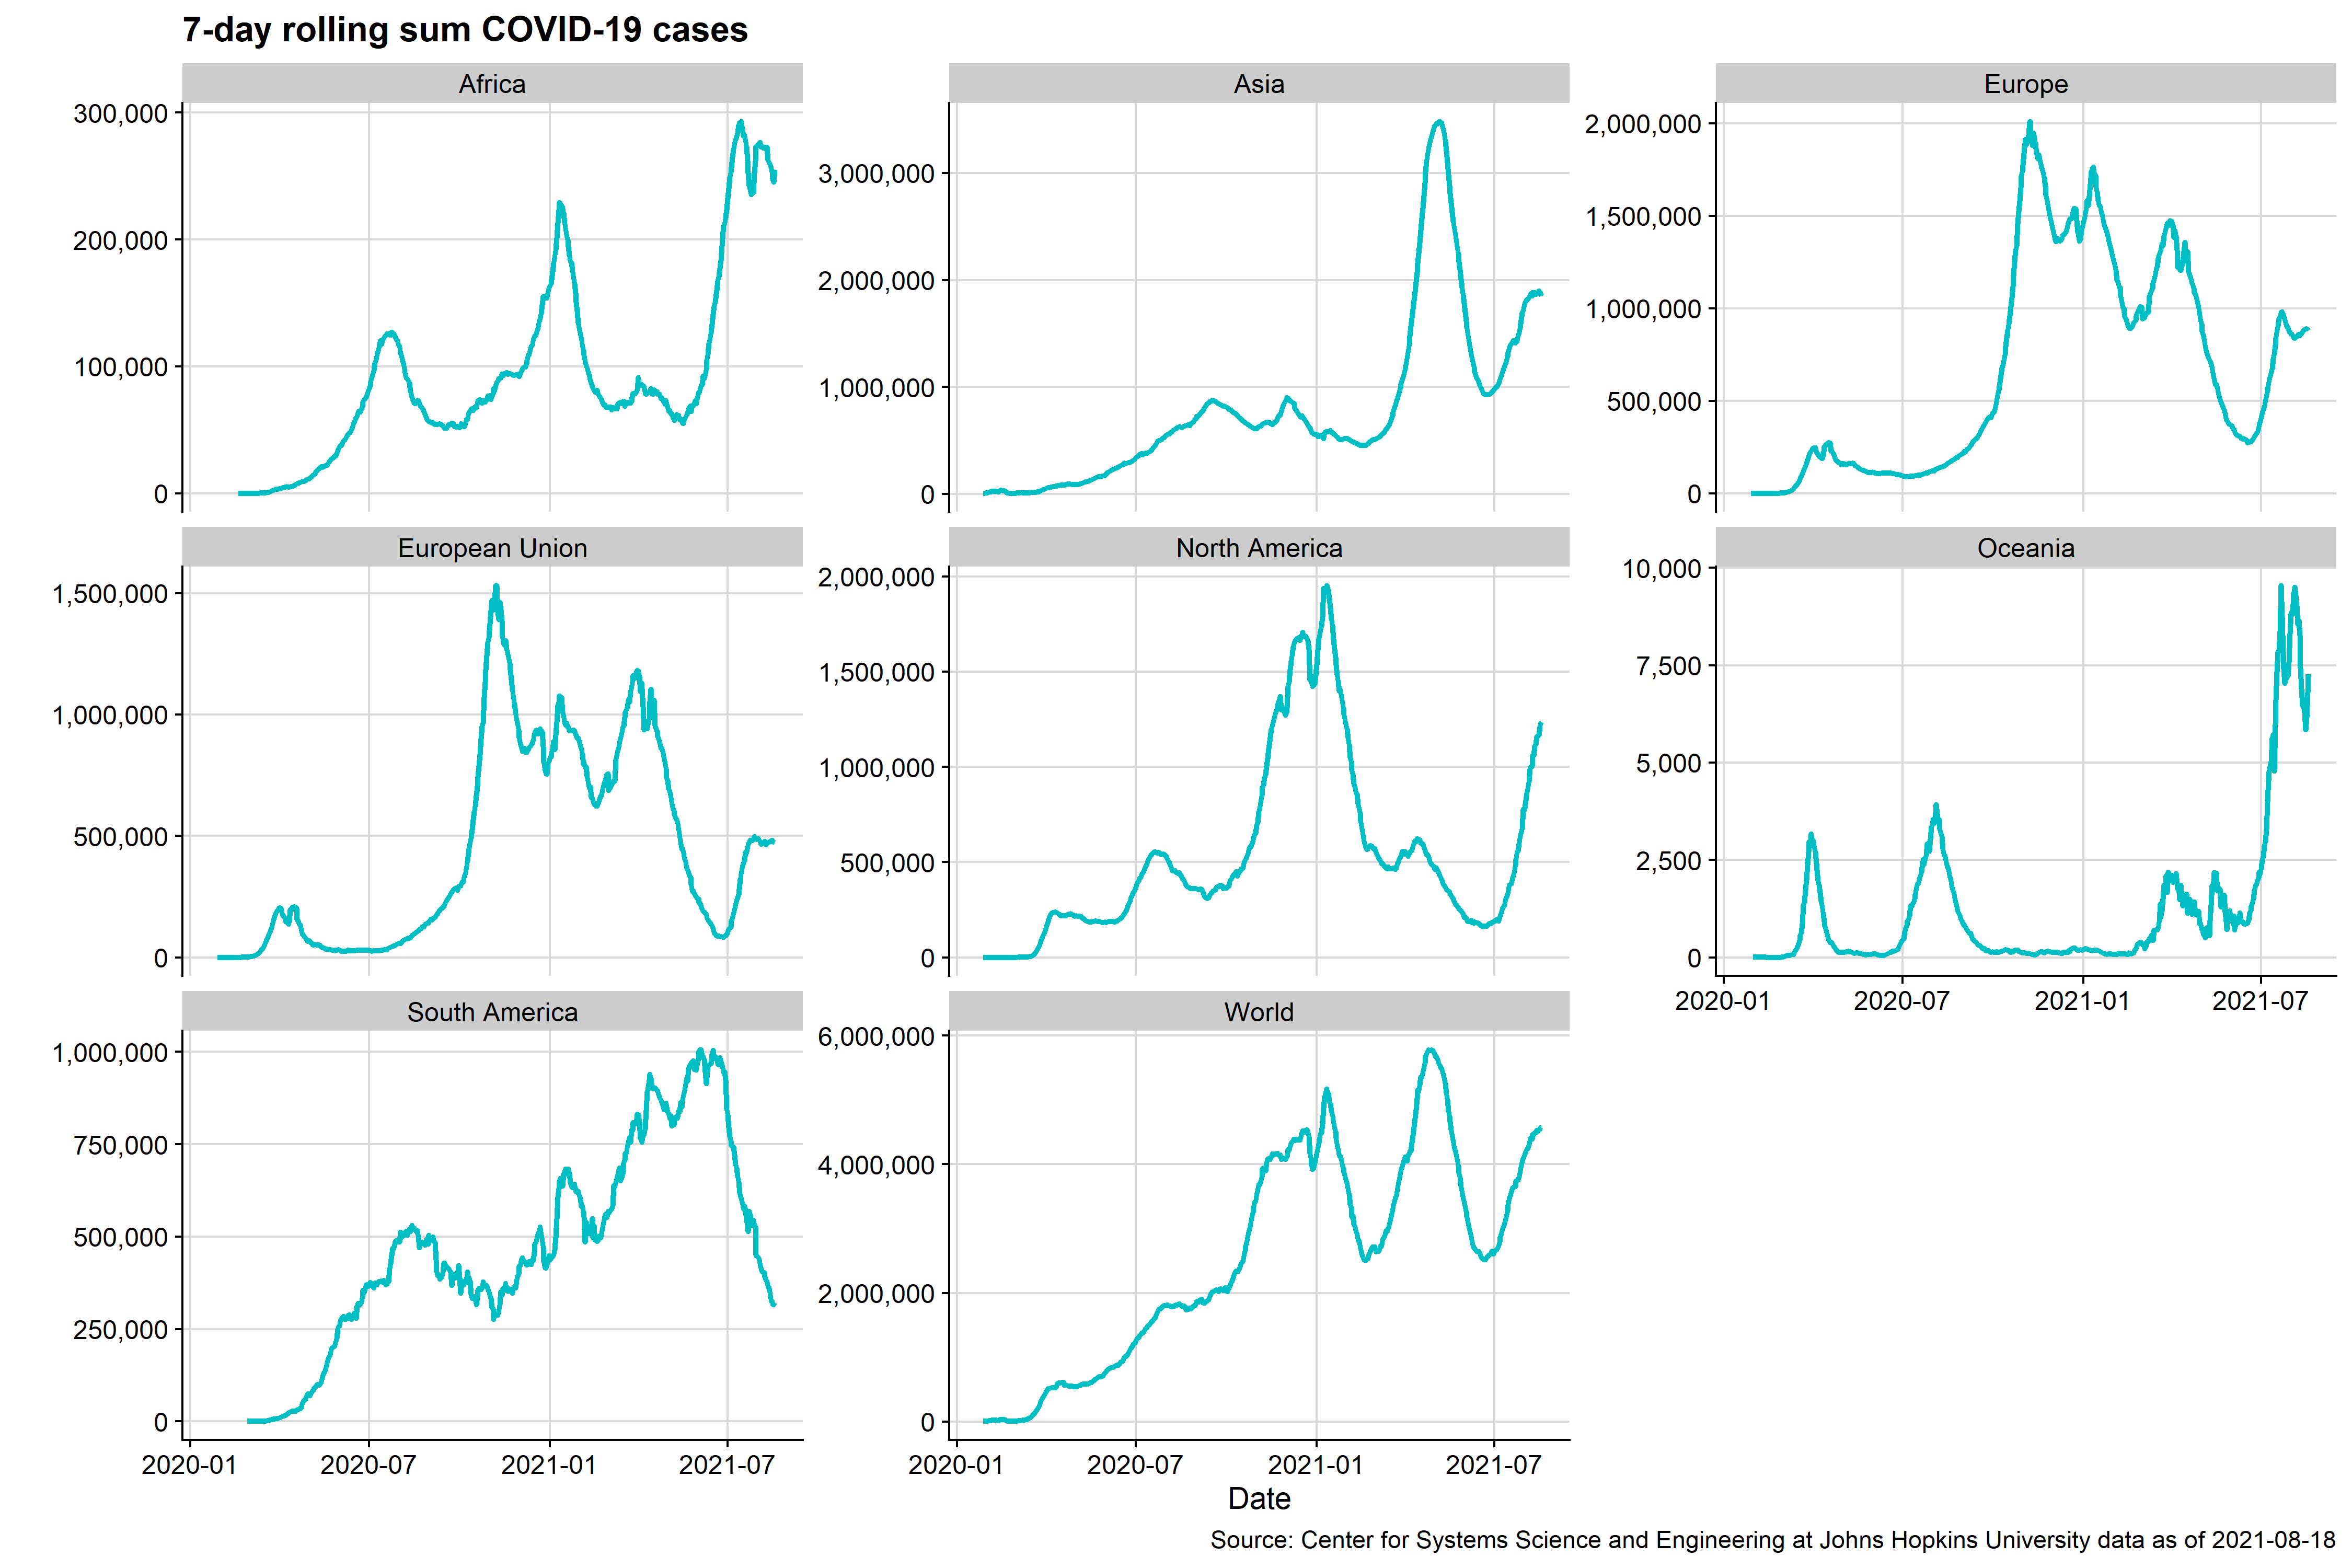 7-day rolling sum COVID-19 cases
Africa
300,000
200,000
100,000
0
Asia
3,000,000
2,000,000
1,000,000
0
Europe
2,000,000
1,500,000
1,000,000
500,000
0
European Union
1,500,000
1,000,000
500,000
0
North America
2,000,000
1,500,000
1,000,000
500,000
0
Oceania
10,000
7,500
5,000
2,500
0
2020-01 2020-07 2021-01 2021-07
South America
1,000,000
750,000
500,000
250,000
0
2020-01 2020-07 2021-01 2021-07
World
6,000,000
4,000,000
2,000,000
0
2020-01 2020-07 2021-01 2021-07
Date
Source: Center for Systems Science and Engineering at Johns Hopkins University data as of 2021-08-18